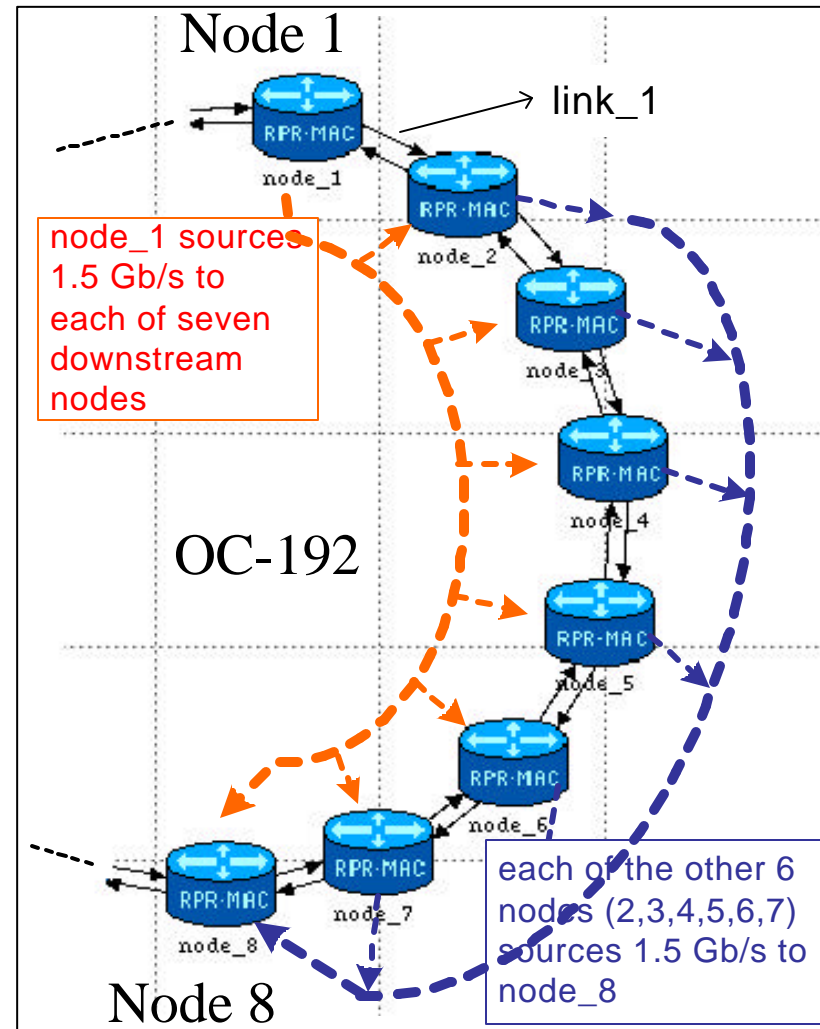 Node 1
link_1
RPR-MAC
node_1
RPR-MAC
node_2
node_1 sources
1.5 Gb/s to
each of seven
downstream
nodes
RPR-MAC
node_3
RPR-MAC
node_4
OC-192
RPR-MAC
node_5
RPR-MAC
node_6
RPR-MAC
node_7
RPR-MAC
node_8
each of the other 6
nodes (2,3,4,5,6,7)
sources 1.5 Gb/s to
node_8
Node 8